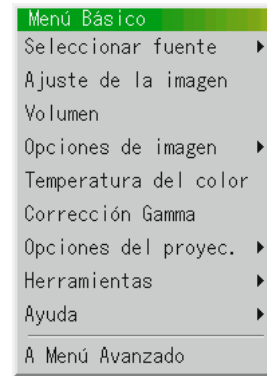 Menú Básico
Seleccionar fuente
Ajuste de la imagen
Volumen
Opciones de imagen
Temperatura del color
Corrección Gamma
Opciones del proyec.
Herramientas
Ayuda
A Menú Avanzado